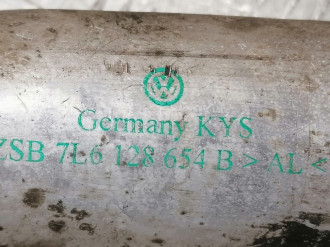 Germany KYS
ZSB 7L6 128 654 B > AL <